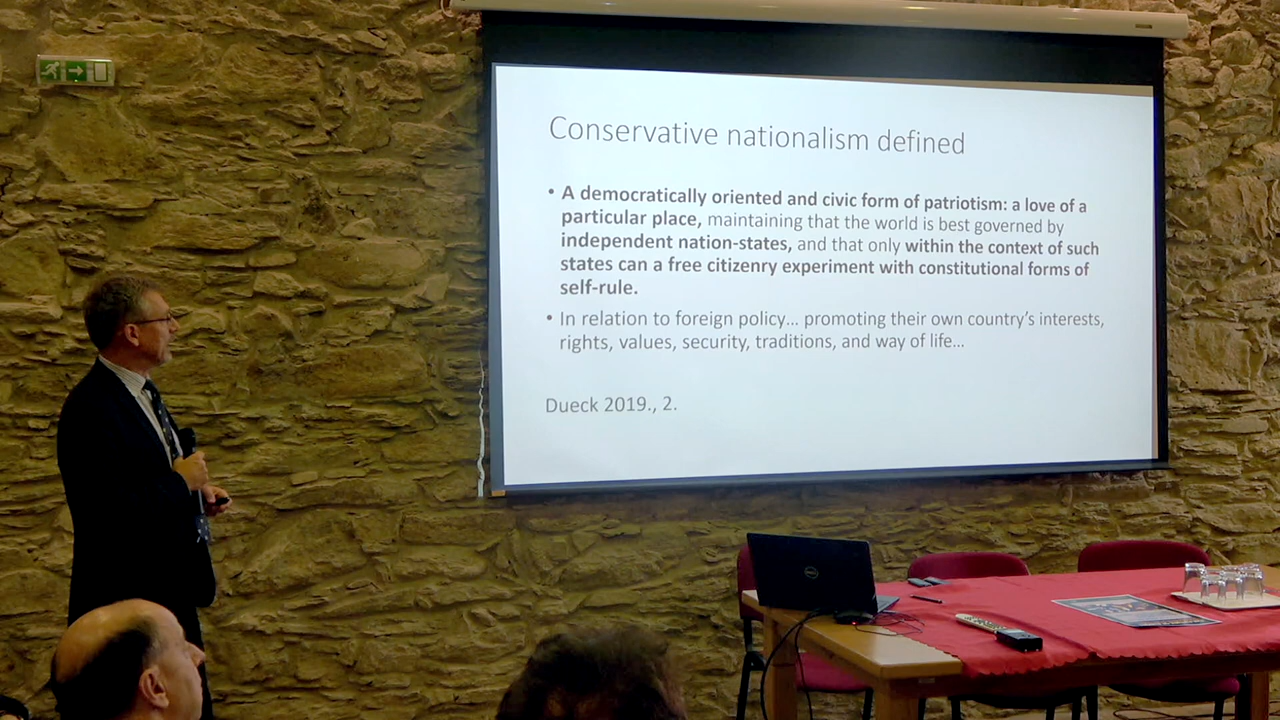 Conservative nationalism defined
• A democratically oriented and civic form of patriotism: a love of a
particular place, maintaining that the world is best governed by
independent nation-states, and that only within the context of such
states can a free citizenry experiment with constitutional forms of
self-rule.
• In relation to foreign policy... promoting their own country's interests,
rights, values, security, traditions, and way of life...
Dueck 2019., 2.
DELL